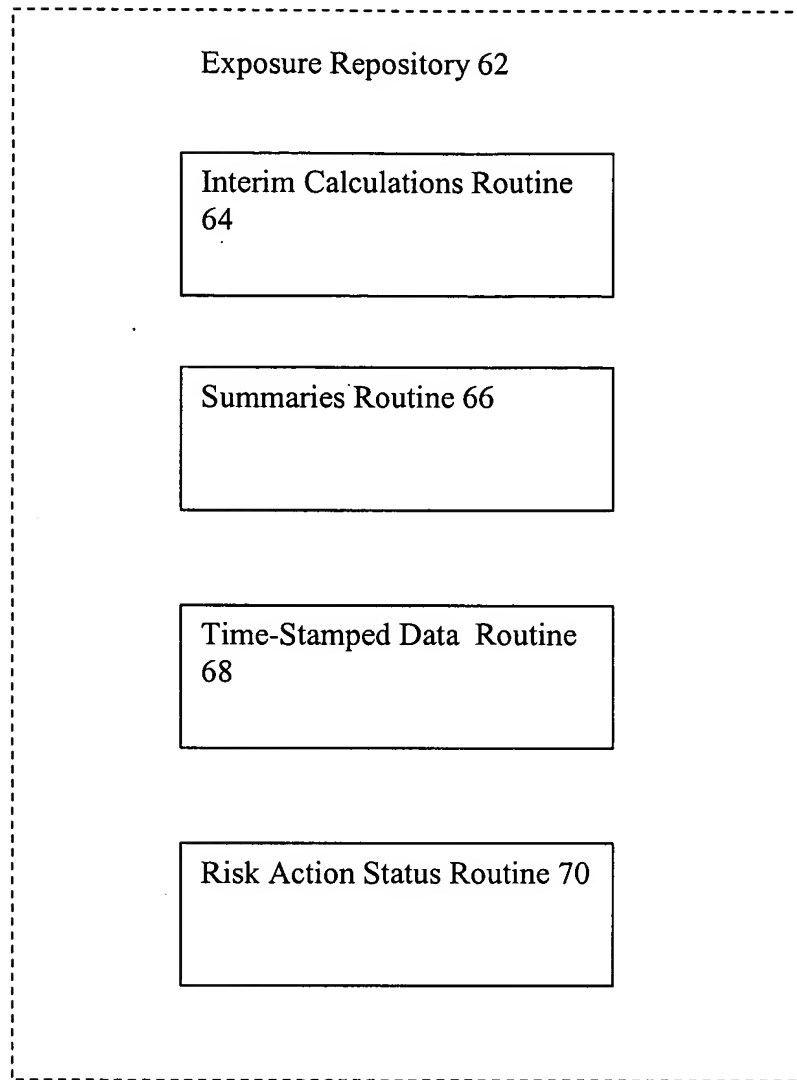 Exposure Repository 62
Interim Calculations Routine
64
Summaries Routine 66
Time-Stamped Data Routine
68
Risk Action Status Routine 70